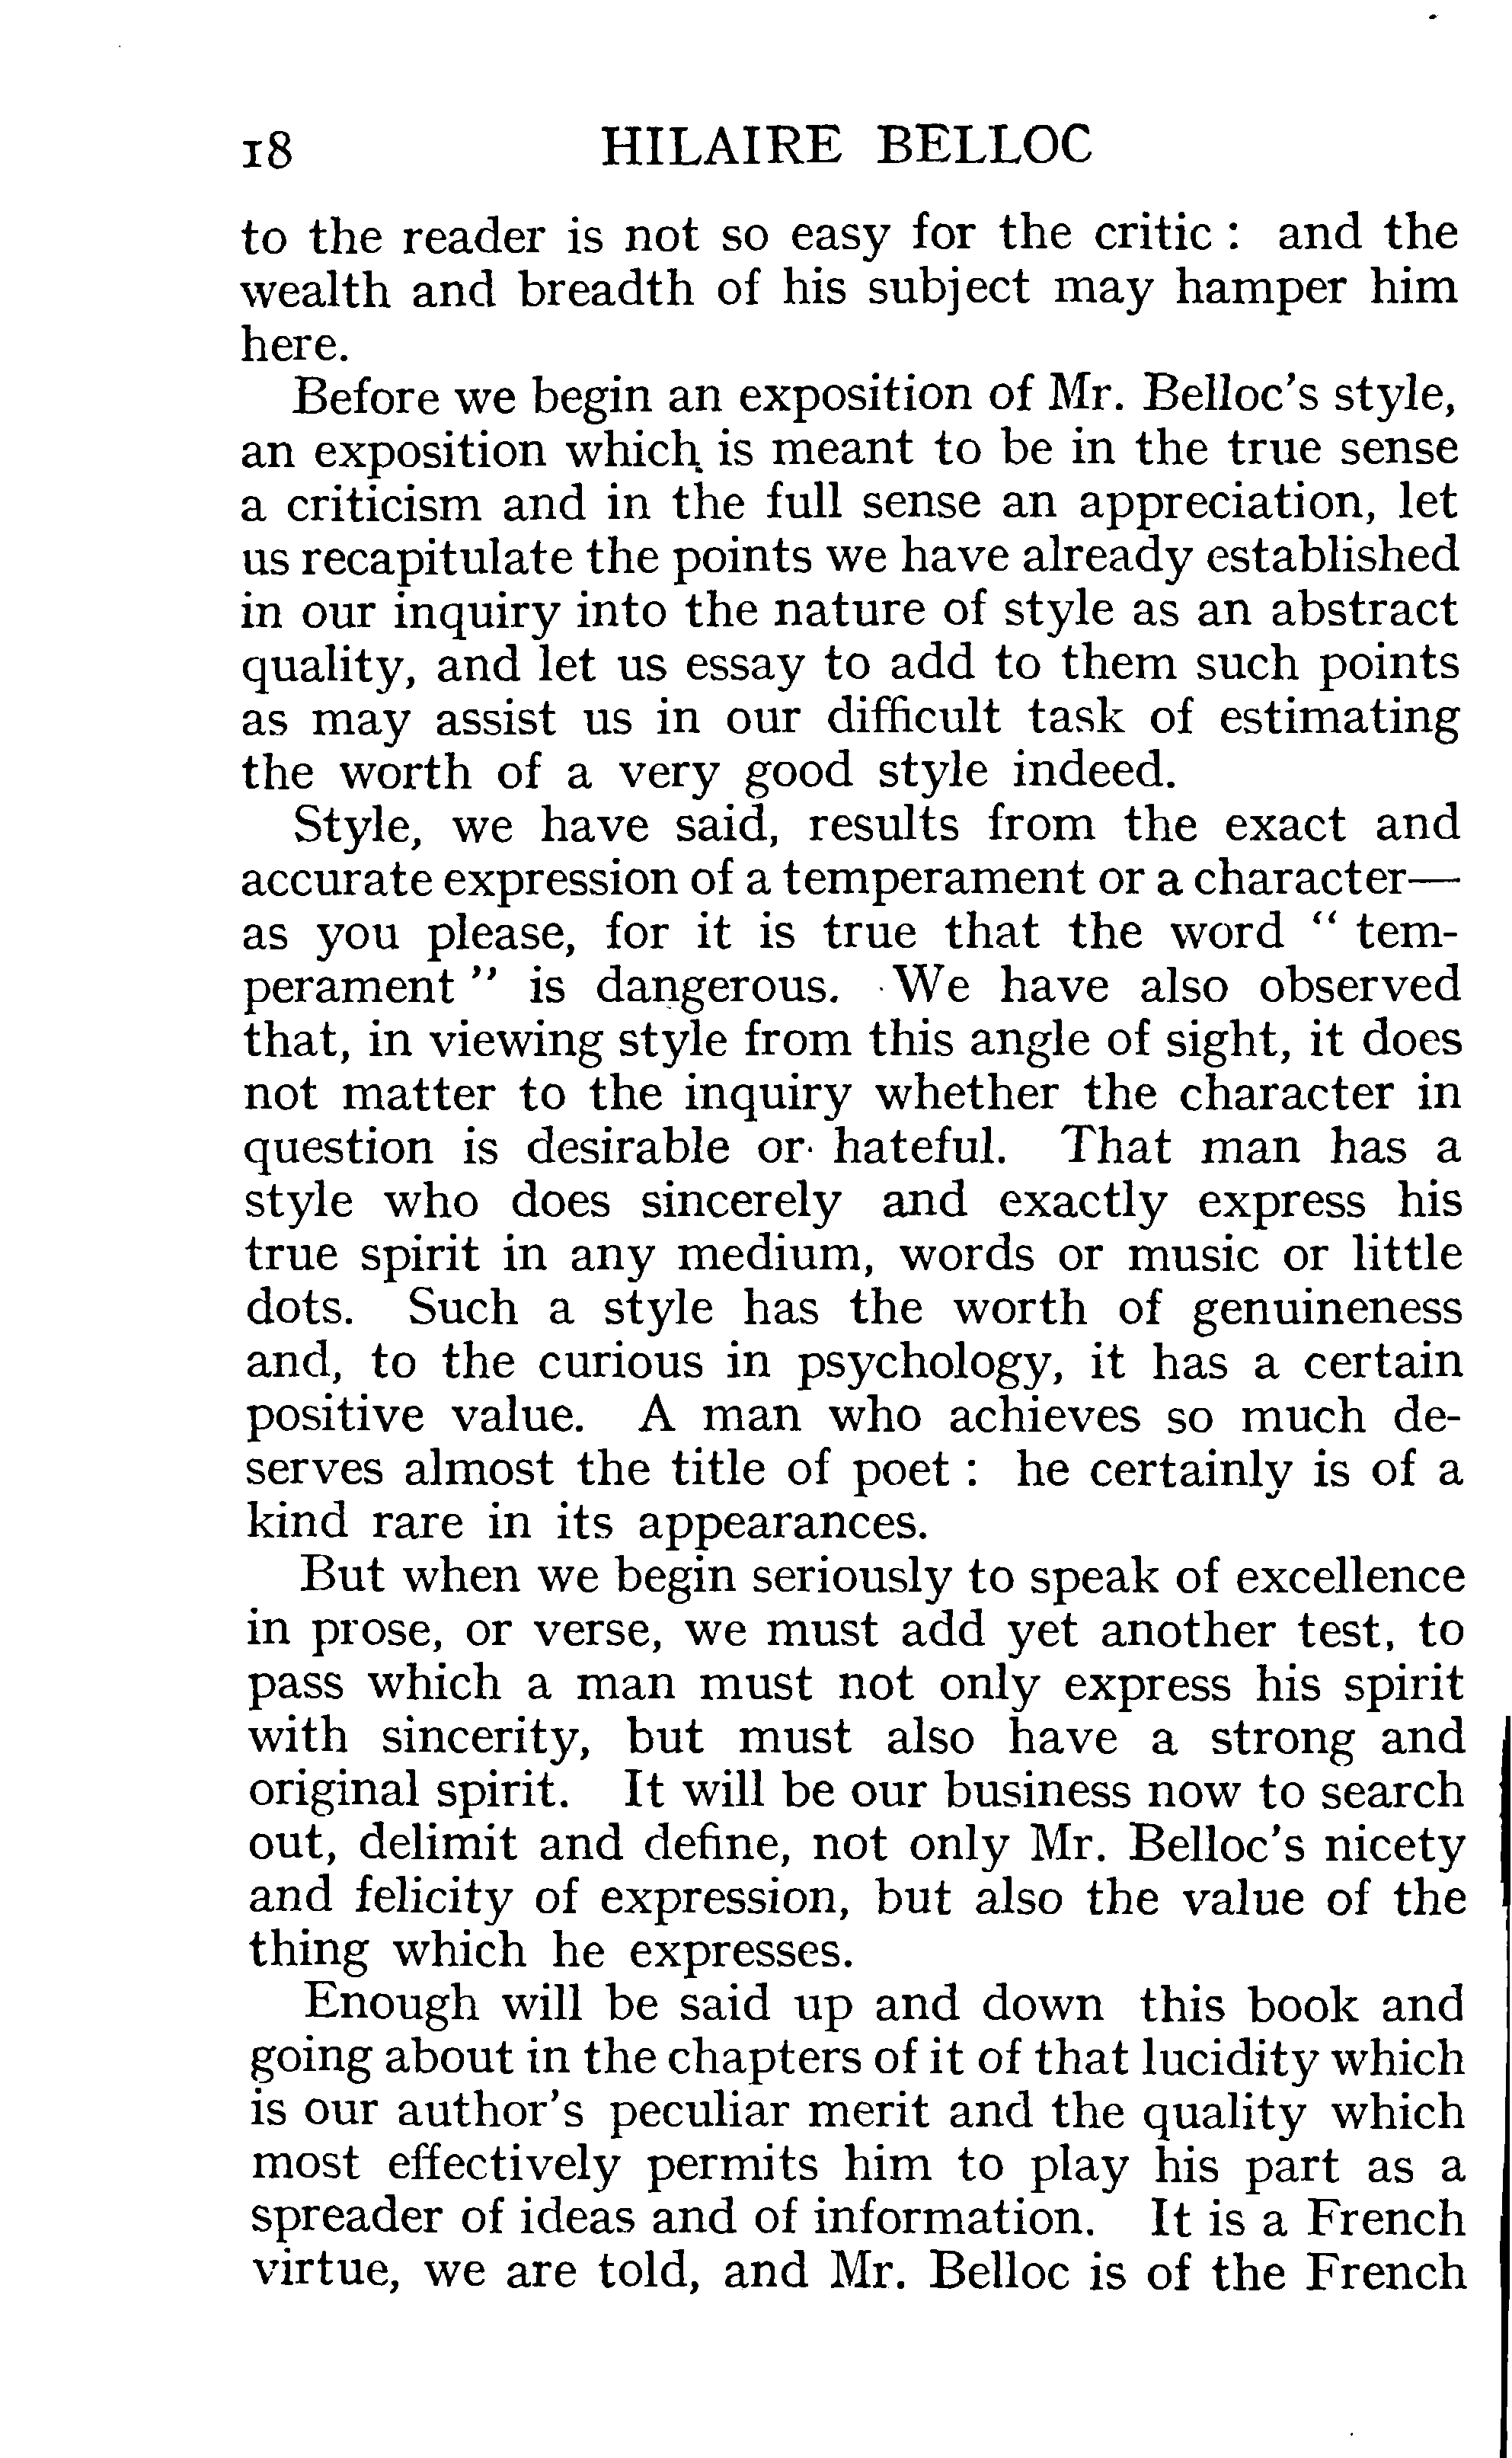 18 HILAIRE BELLOC
to the reader is not so easy for the critic : and the
wealth and breadth of his subject may hamper him
here.
Before we begin an exposition of Mr. Belloc's style,
an exposition which is meant to be in the true sense
a criticism and in the full sense an appreciation, let
us recapitulate the points we have already established
in our inquiry into the nature of style as an abstract
quality, and let us essay to add to them such points
as may assist us in our difficult task of estimating
the worth of a very good style indeed.
Style, we have said, results from the exact and
accurate expression of a temperament or a character—
as you please, for it is true that the word " tem-
perament " is dangerous. We have also observed
that, in viewing style from this angle of sight, it does
not matter to the inquiry whether the character in
question is desirable or hateful. That man has a
style who does sincerely and exactly express his
true spirit in any medium, words or music or little
dots. Such a style has the worth of genuineness
and, to the curious in psychology, it has a certain
positive value. A man who achieves so much de-
serves almost the title of poet : he certainly is of a
kind rare in its appearances.
But when we begin seriously to speak of excellence
in prose, or verse, we must add yet another test, to
pass which a man must not only express his spirit
with sincerity, but must also have a strong and
original spirit. It will be our business now to search
out, delimit and define, not only Mr. Belloc's nicety
and felicity of expression, but also the value of the
thing which he expresses.
Enough will be said up and down this book and
going about in the chapters of it of that lucidity which
is our author's peculiar merit and the quality which
most effectively permits him to play his part as a
spreader of ideas and of information. It is a French
virtue, we are told, and Mr. Belloc is of the French